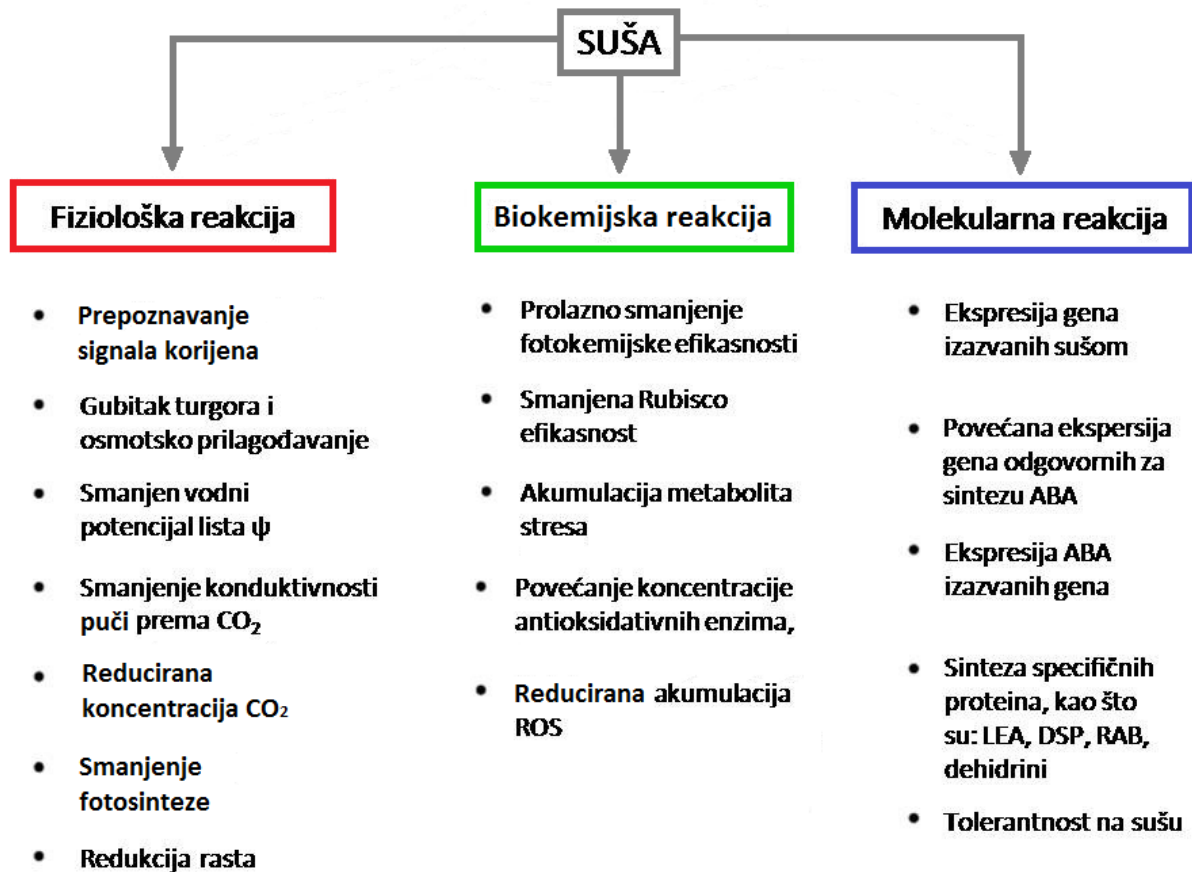 SUŠA
Fiziološka reakcija
Prepoznavanje
signala korijena
Gubitak turgora i
osmotsko prilagođavanje
Smanjen vodni
potencijal lista ψ
Smanjenje konduktivnosti
puči prema CO₂
Reducirana
koncentracija CO₂
Smanjenje
fotosinteze
Redukcija rasta
Biokemijska reakcija
Prolazno smanjenje
fotokemijske efikasnosti
Smanjena Rubisco
efikasnost
Akumulacija metabolita
stresa
Povećanje koncentracije
antioksidativnih enzima,
Reducirana akumulacija
ROS
Molekularna reakcija
Ekspresija gena
izazvanih sušom
Povećana ekspersija
gena odgovornih za
sintezu ABA
Ekspresija ABA
izazvanih gena
Sinteza specifičnih
proteina, kao što
su: LEA, DSP, RAB,
dehidrini
Tolerantnost na sušu